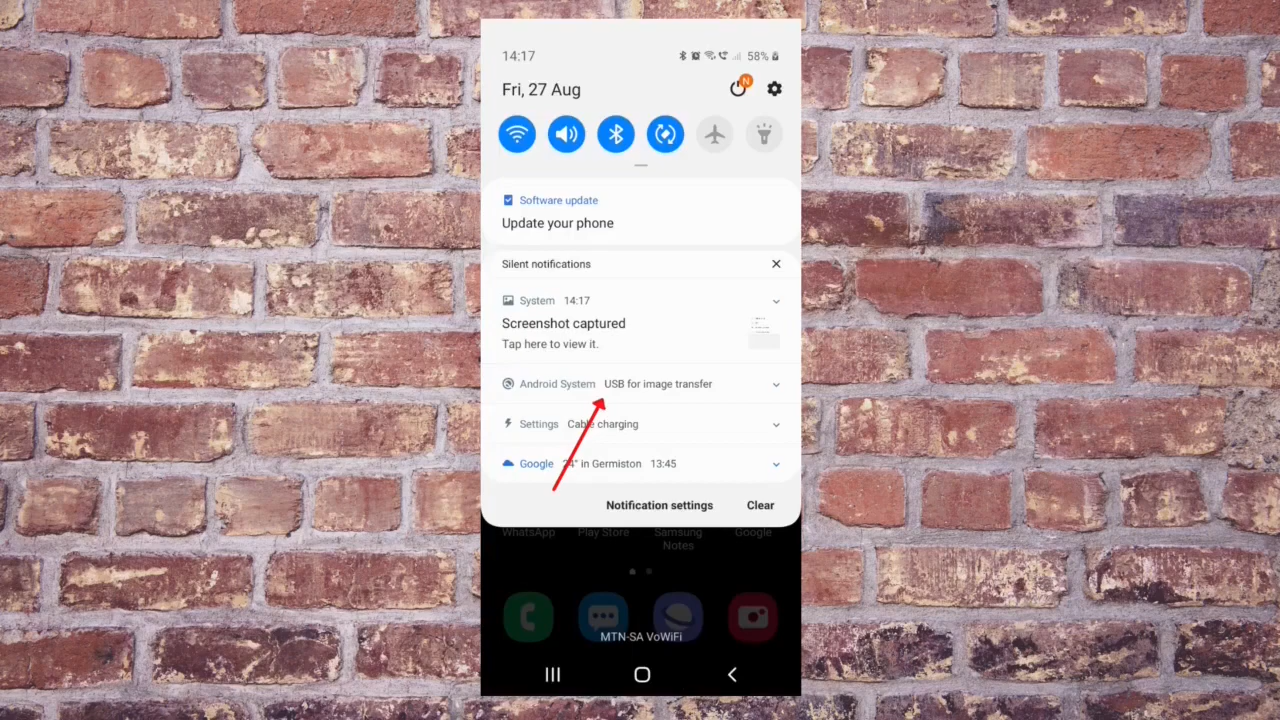 14:17
58%
Fri, 27 Aug
N
Software update
Update your phone
Silent notifications
System 14:17
Screenshot captured
Tap here to view it.
Android System USB for image transfer
Settings Cable charging
Google 24° in Germiston 13:45
Notification settings Clear
WhatsApp Play Store Samsung Notes Google
MTN-SA VoWiFi